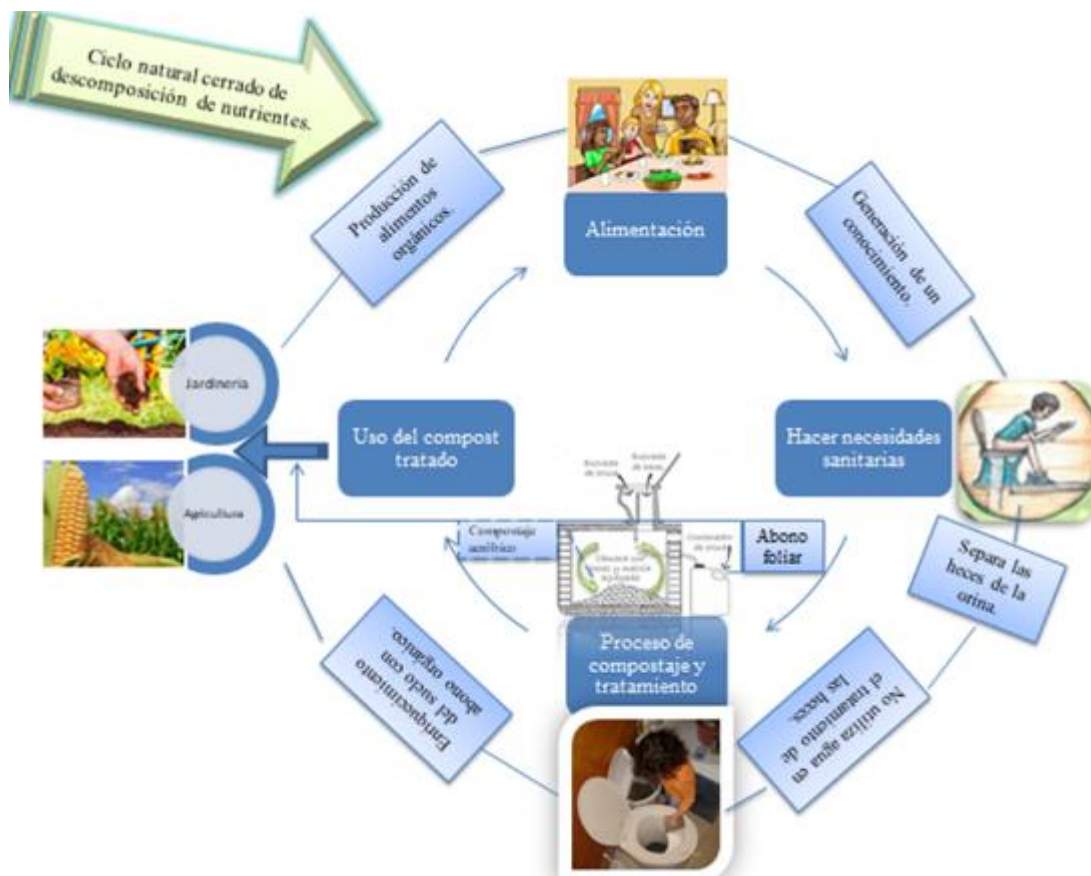 Ciclo natural cerrado de
descomposición de nutrientes.
Alimentación
Producción de
alimentos
orgánicos.
Generación de un
conocimiento.
Jardinería
Agricultura
Uso del compost
tratado
Hacer necesidades
sanitarias
Compostaje
aeróbico
Abono
foliar
Separa las
heces de la
orina.
Proceso de
compostaje y
tratamiento
Enriquecimiento
del suelo con
abono orgánico.
No utiliza agua en
el tratamiento de
las heces.